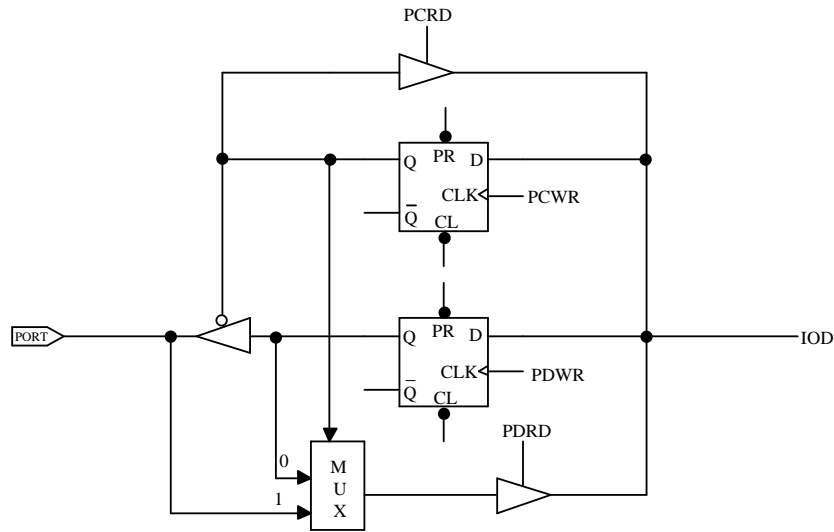 PCRD
Q PR D
CLK PCWR
Q̅ CL
PORT
Q PR D IOD
CLK PDWR
Q̅ CL
PDRD
0 M
U
1 X